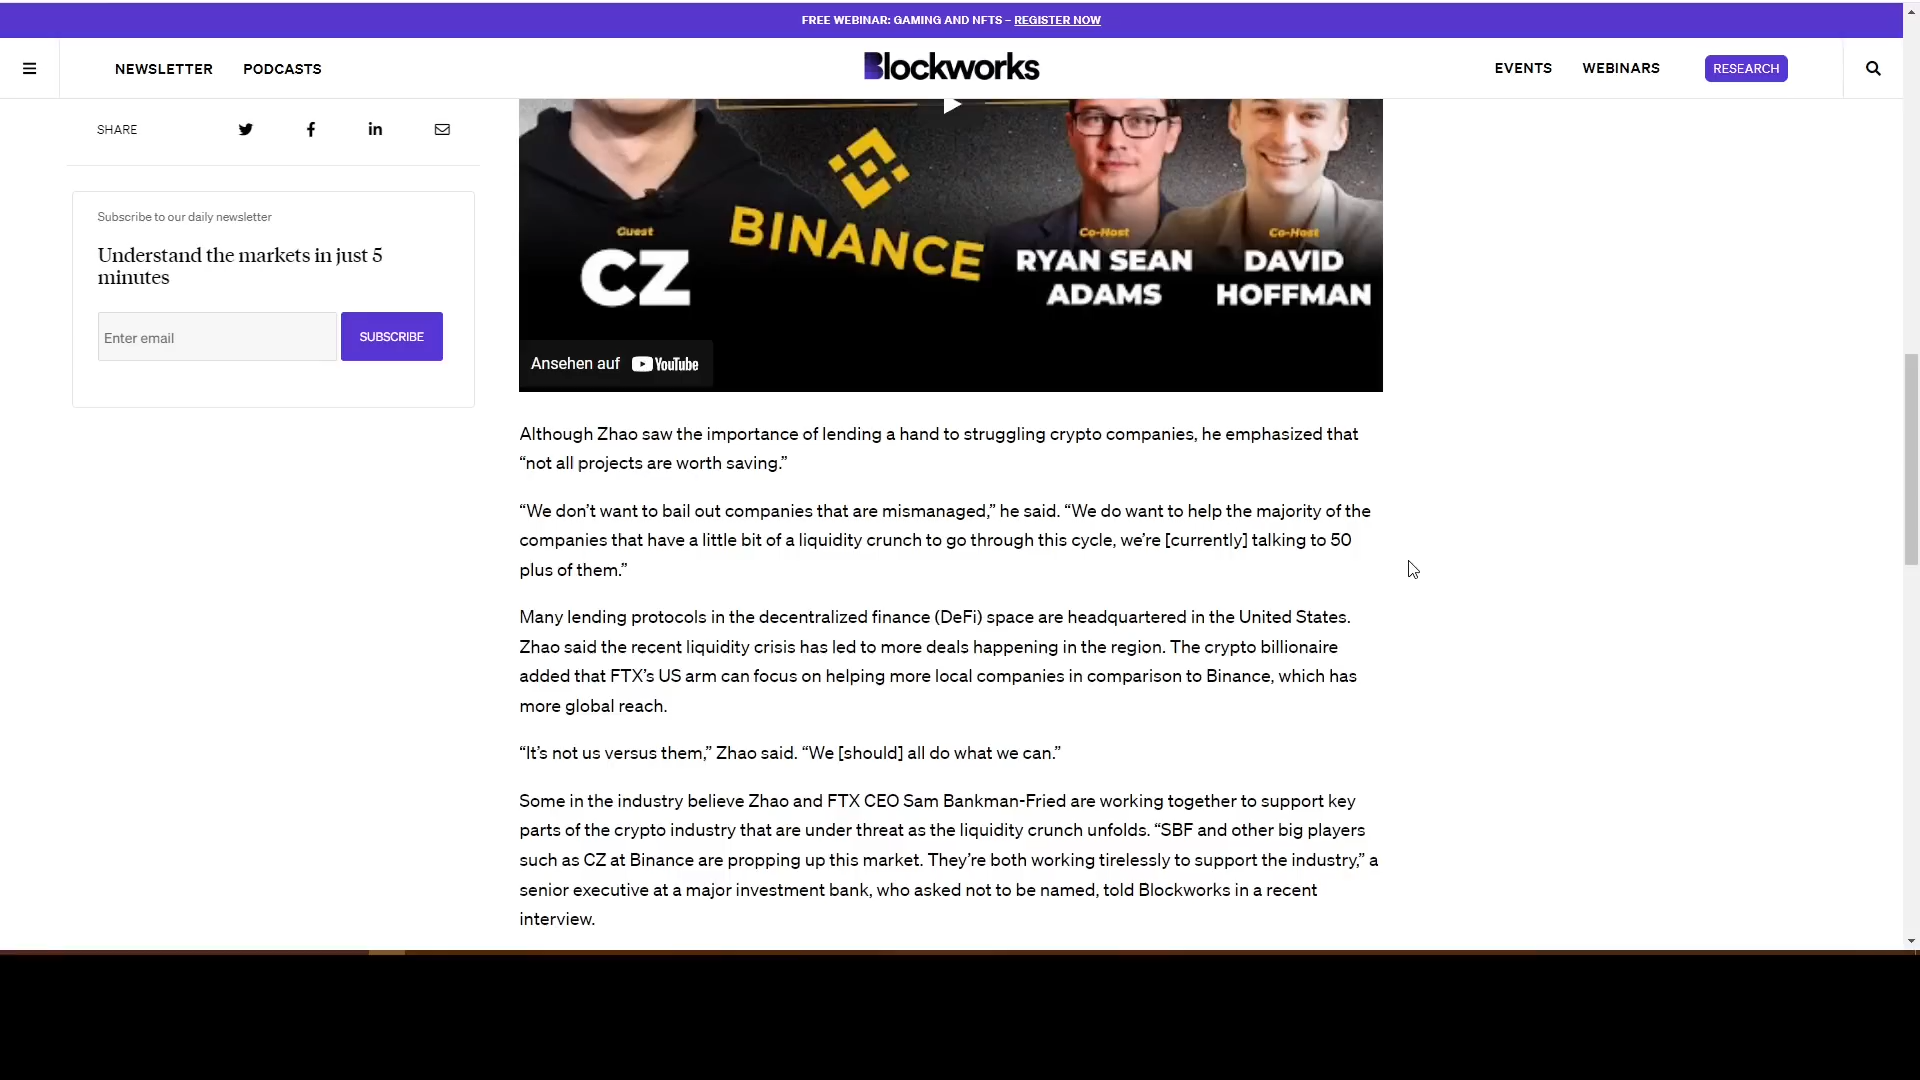 FREE WEBINAR: GAMING AND NFTS – REGISTER NOW
NEWSLETTER PODCASTS Blockworks EVENTS WEBINARS RESEARCH
SHARE
Subscribe to our daily newsletter
Understand the markets in just 5
minutes
Enter email SUBSCRIBE
BINANCE
Guest
CZ
Co-Host
RYAN SEAN
ADAMS
Co-Host
DAVID
HOFFMAN
Ansehen auf YouTube
Although Zhao saw the importance of lending a hand to struggling crypto companies, he emphasized that
“not all projects are worth saving.”
“We don’t want to bail out companies that are mismanaged,” he said. “We do want to help the majority of the
companies that have a little bit of a liquidity crunch to go through this cycle, we’re [currently] talking to 50
plus of them.”
Many lending protocols in the decentralized finance (DeFi) space are headquartered in the United States.
Zhao said the recent liquidity crisis has led to more deals happening in the region. The crypto billionaire
added that FTX’s US arm can focus on helping more local companies in comparison to Binance, which has
more global reach.
“It’s not us versus them,” Zhao said. “We [should] all do what we can.”
Some in the industry believe Zhao and FTX CEO Sam Bankman-Fried are working together to support key
parts of the crypto industry that are under threat as the liquidity crunch unfolds. “SBF and other big players
such as CZ at Binance are propping up this market. They’re both working tirelessly to support the industry,” a
senior executive at a major investment bank, who asked not to be named, told Blockworks in a recent
interview.